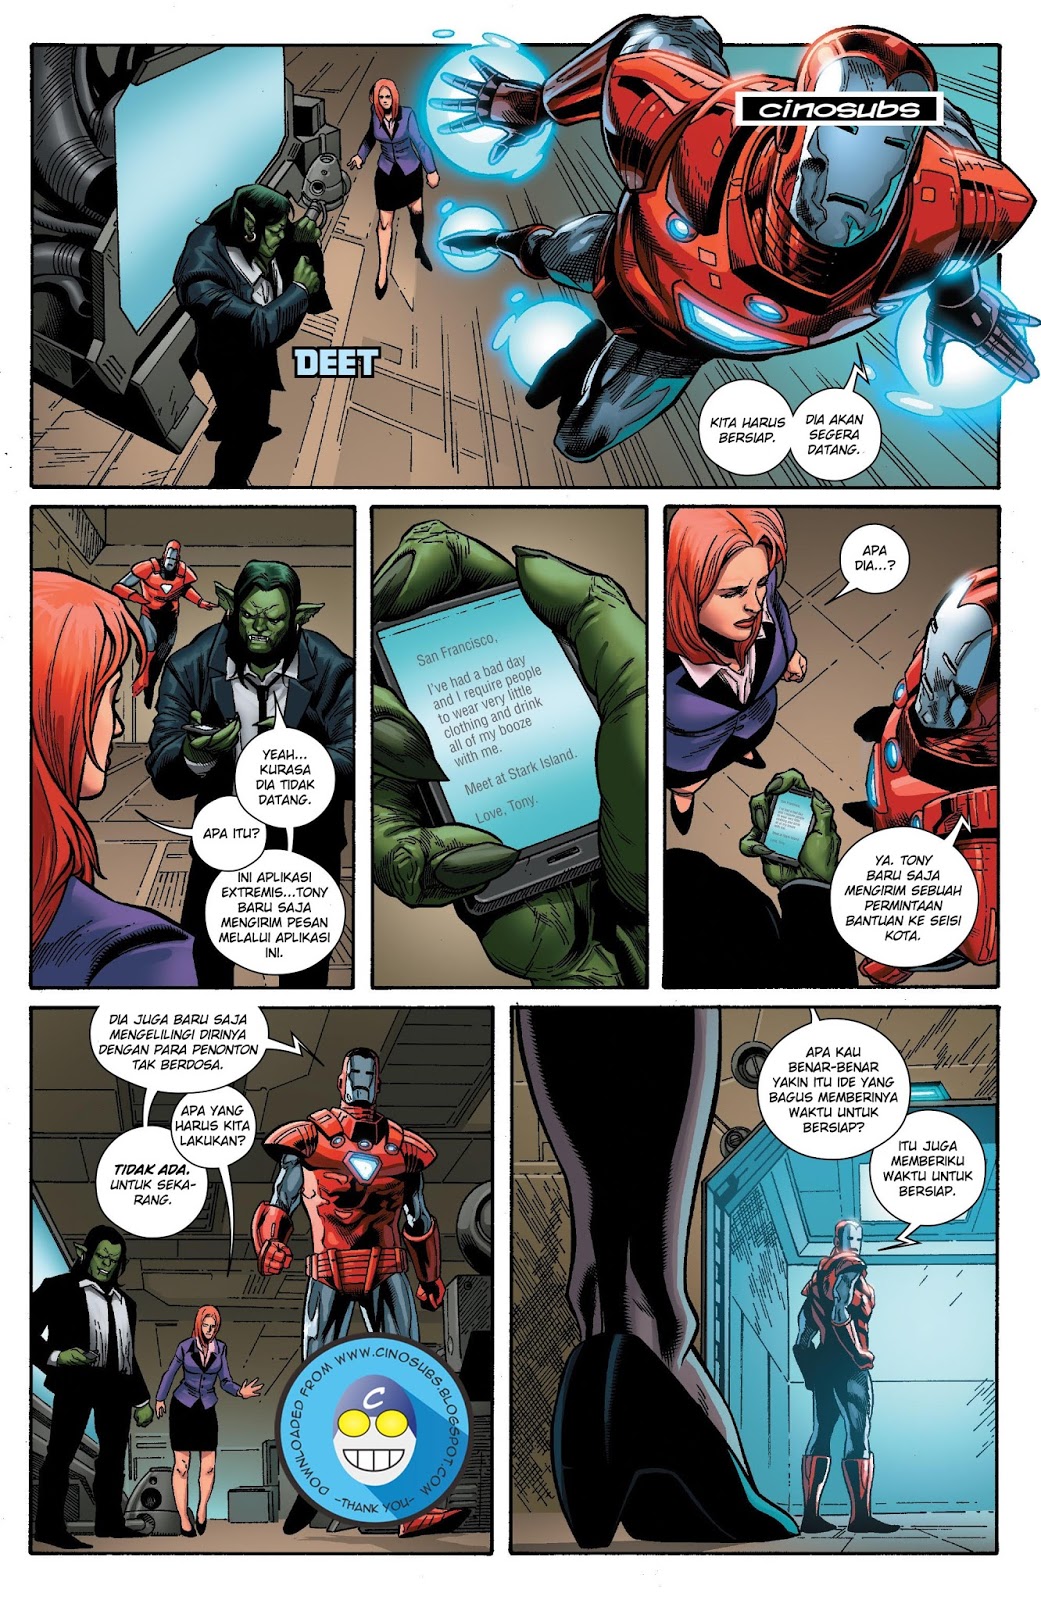 CINOSUBS
DEET
KITA HARUS
BERSIAP.
DIA AKAN
SEGERA
DATANG.
YEAH...
KURASA
DIA TIDAK
DATANG.
APA ITU?
INI APLIKASI
EXTREMIS...TONY
BARU SAJA
MENGIRIM PESAN
MELALUI APLIKASI
INI.
San Francisco,
I've had a bad day
and I require people
to wear very little
clothing and drink
all of my booze
with me.
Meet at Stark Island.
Love, Tony.
APA
DIA...?
YA. TONY
BARU SAJA
MENGIRIM SEBUAH
PERMINTAAN
BANTUAN KE SEISI
KOTA.
DIA JUGA BARU SAJA
MENGELILINGI DIRINYA
DENGAN PARA PENONTON
TAK BERDOSA.
APA YANG
HARUS KITA
LAKUKAN?
TIDAK ADA.
UNTUK SEKA-
RANG.
DOWNLOADED FROM WWW.CINOSUBS.BLOGSPOT.COM
C
-THANK YOU-
APA KAU
BENAR-BENAR
YAKIN ITU IDE YANG
BAGUS MEMBERINYA
WAKTU UNTUK
BERSIAP?
ITU JUGA
MEMBERIKU
WAKTU UNTUK
BERSIAP.